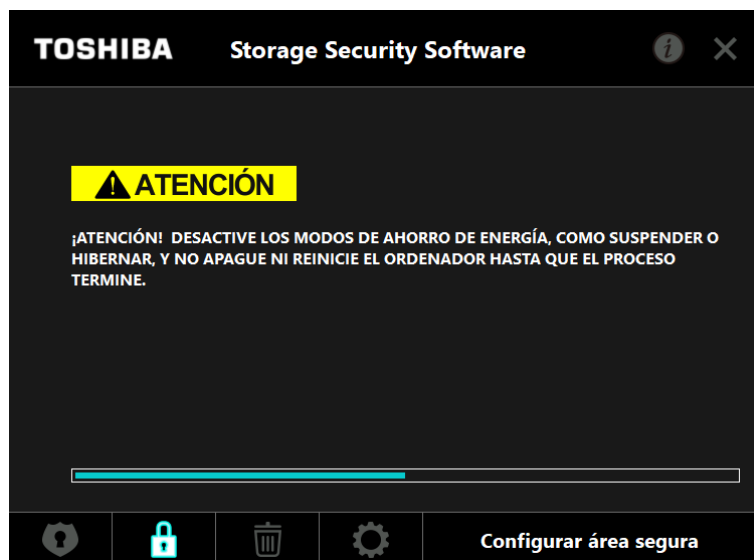 TOSHIBA Storage Security Software
ATENCIÓN
¡ATENCIÓN! DESACTIVE LOS MODOS DE AHORRO DE ENERGÍA, COMO SUSPENDER O
HIBERNAR, Y NO APAGUE NI REINICIE EL ORDENADOR HASTA QUE EL PROCESO
TERMINE.
Configurar área segura